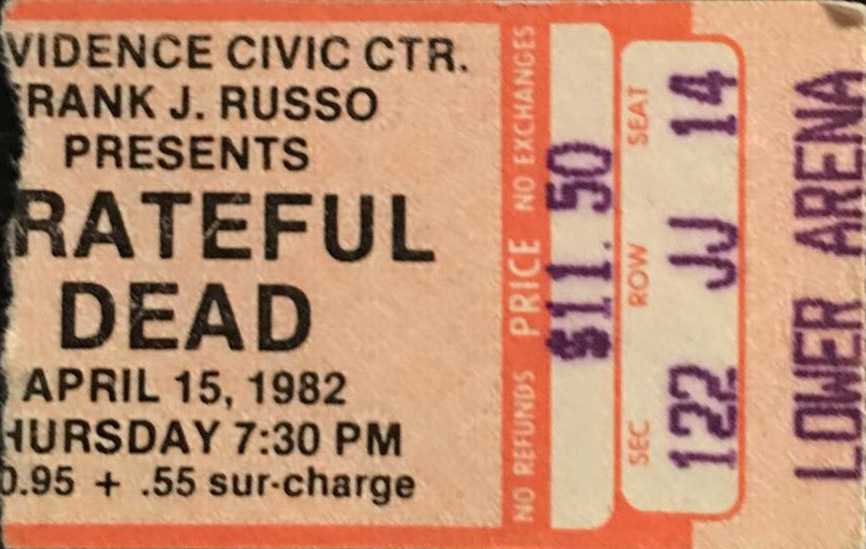 VIDENCE CIVIC CTR.
FRANK J. RUSSO
PRESENTS
RATEFUL
DEAD
APRIL 15, 1982
HURSDAY 7:30 PM
0.95 + .55 sur-charge
NO REFUNDS PRICE NO EXCHANGES
$11.50
SEC ROW SEAT
122 JJ 14
LOWER ARENA